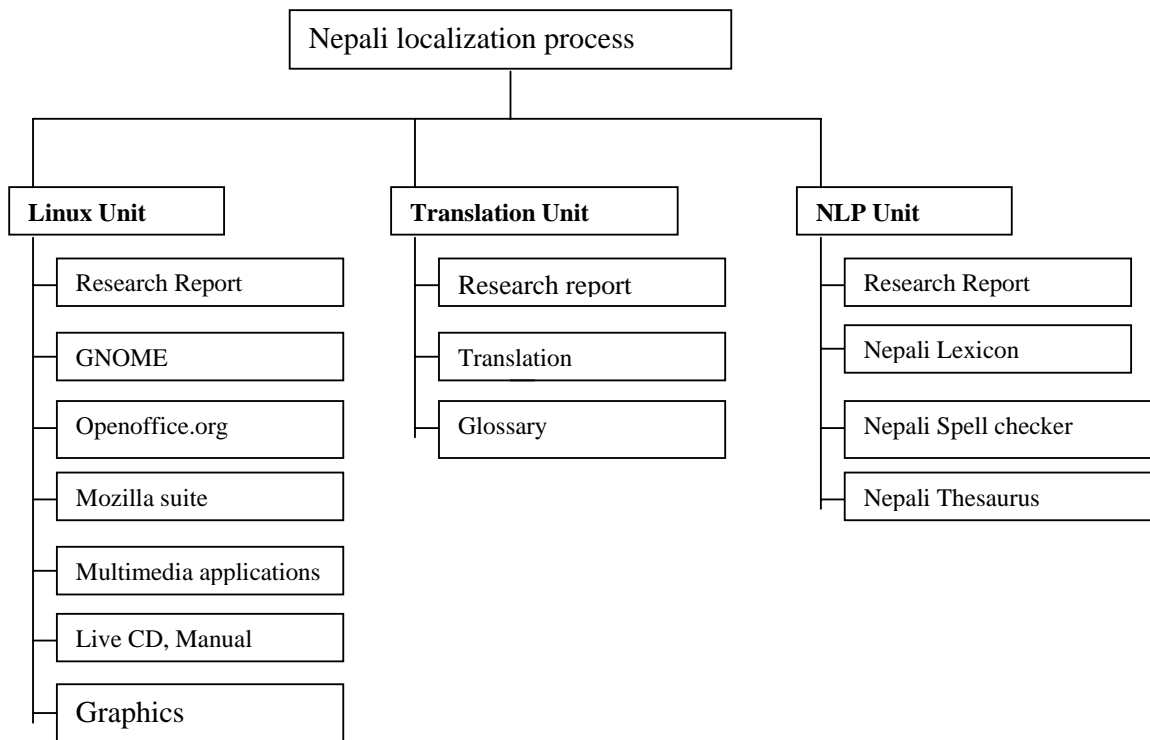 Nepali localization process
Linux Unit
Research Report
GNOME
Openoffice.org
Mozilla suite
Multimedia applications
Live CD, Manual
Graphics
Translation Unit
Research report
Translation
Glossary
NLP Unit
Research Report
Nepali Lexicon
Nepali Spell checker
Nepali Thesaurus